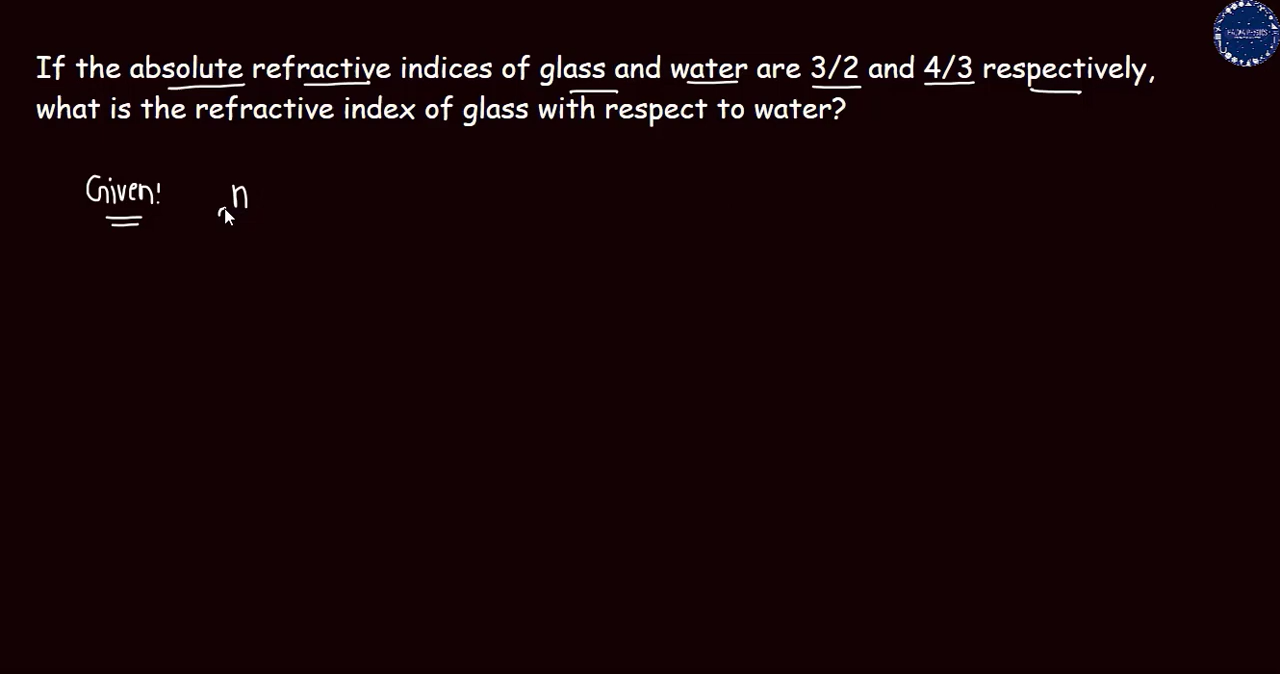 If the absolute refractive indices of glass and water are 3/2 and 4/3 respectively,
what is the refractive index of glass with respect to water?
Given! n